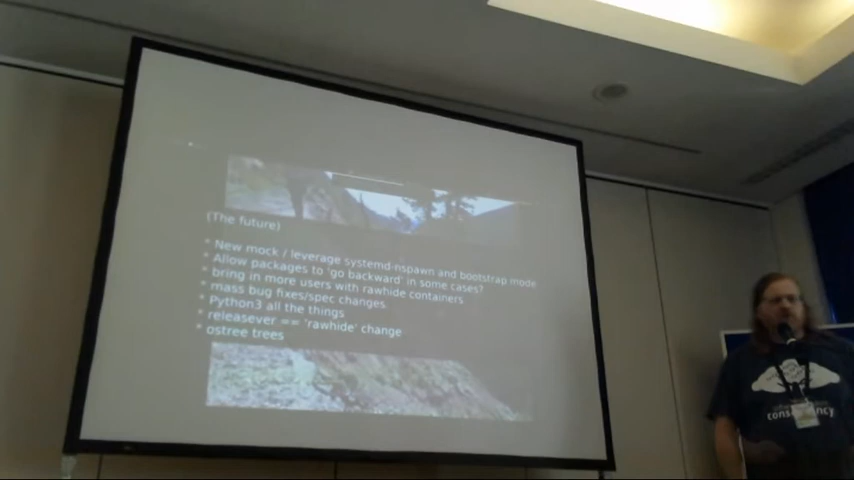 (The future)
* New mock / leverage systemd-nspawn and bootstrap mode
* Allow packages to 'go backward' in some cases?
* bring in more users with rawhide containers
* mass bug fixes/spec changes.
* Python3 all the things
* releasever == 'rawhide' change
* ostree trees